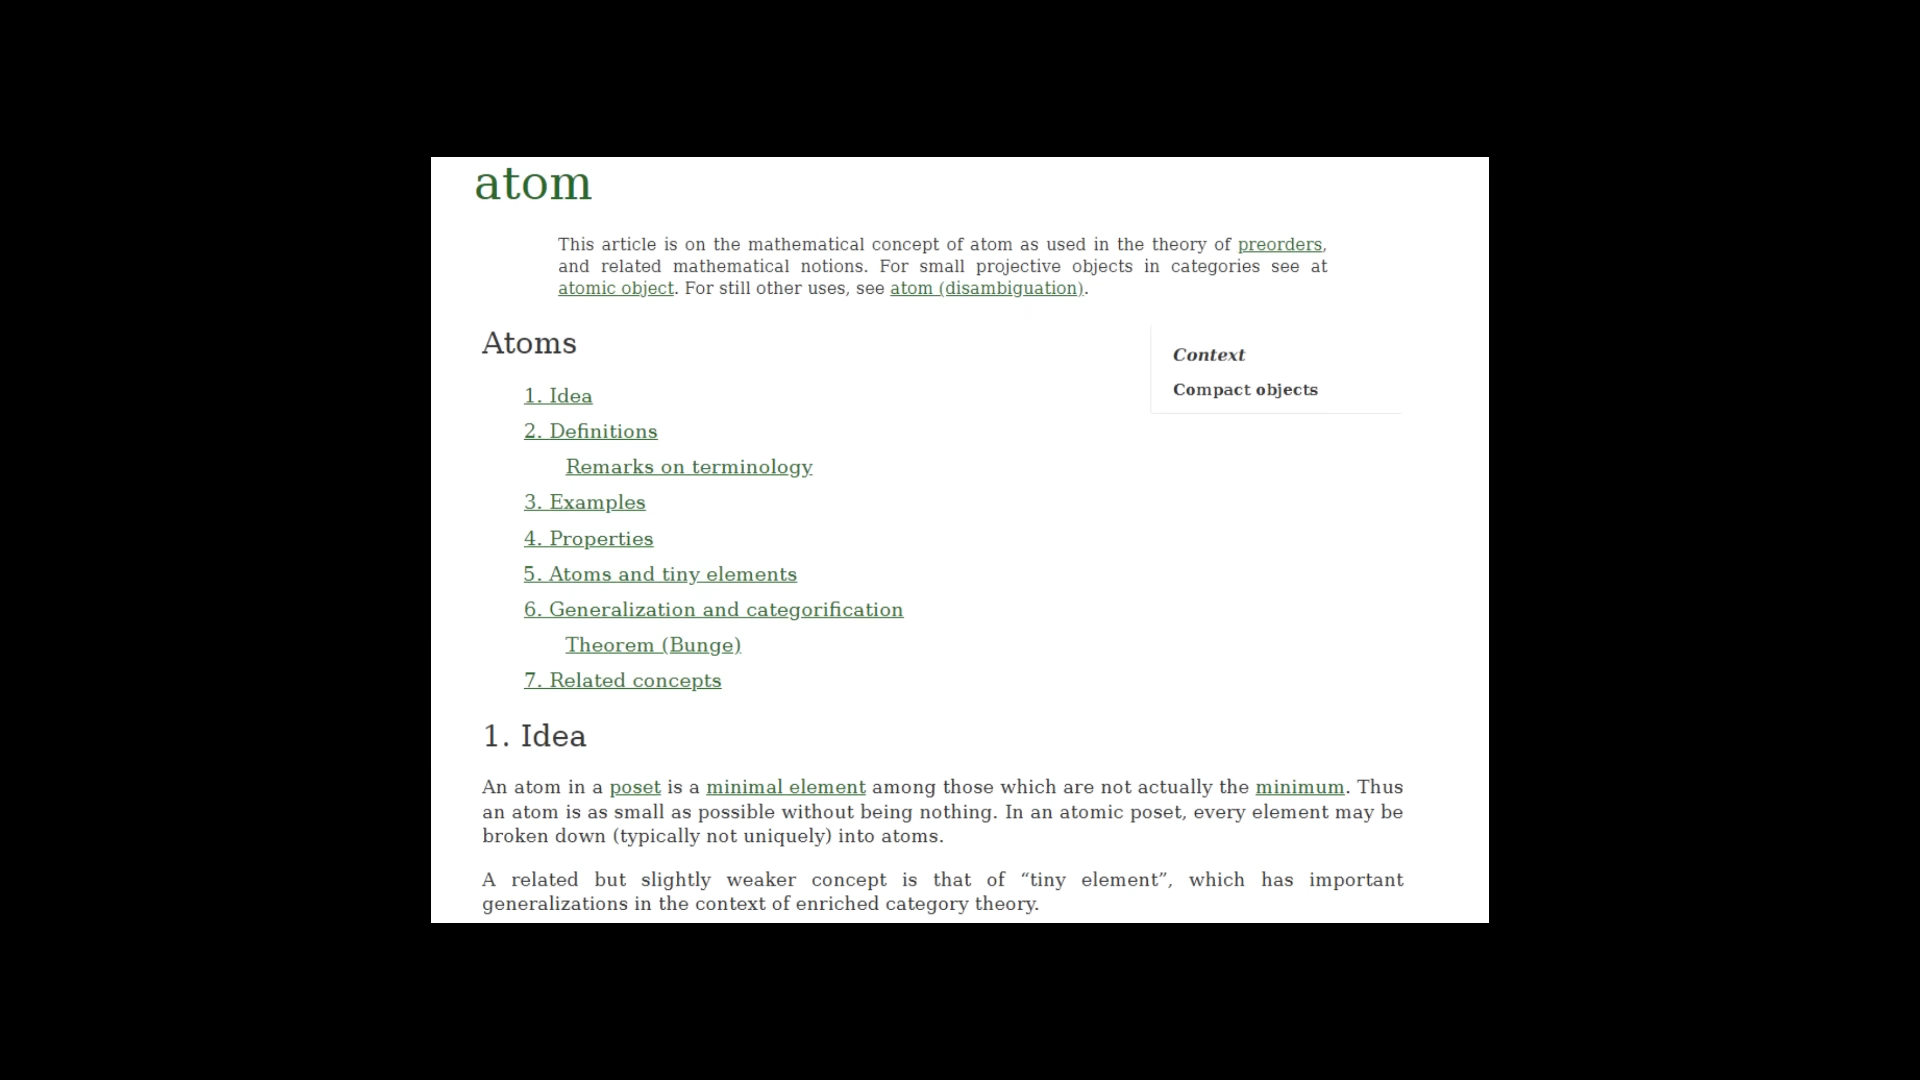 atom
This article is on the mathematical concept of atom as used in the theory of preorders,
and related mathematical notions. For small projective objects in categories see at
atomic object. For still other uses, see atom (disambiguation).
Atoms
Context
Compact objects
1. Idea
2. Definitions
Remarks on terminology
3. Examples
4. Properties
5. Atoms and tiny elements
6. Generalization and categorification
Theorem (Bunge)
7. Related concepts
1. Idea
An atom in a poset is a minimal element among those which are not actually the minimum. Thus
an atom is as small as possible without being nothing. In an atomic poset, every element may be
broken down (typically not uniquely) into atoms.
A related but slightly weaker concept is that of “tiny element”, which has important
generalizations in the context of enriched category theory.